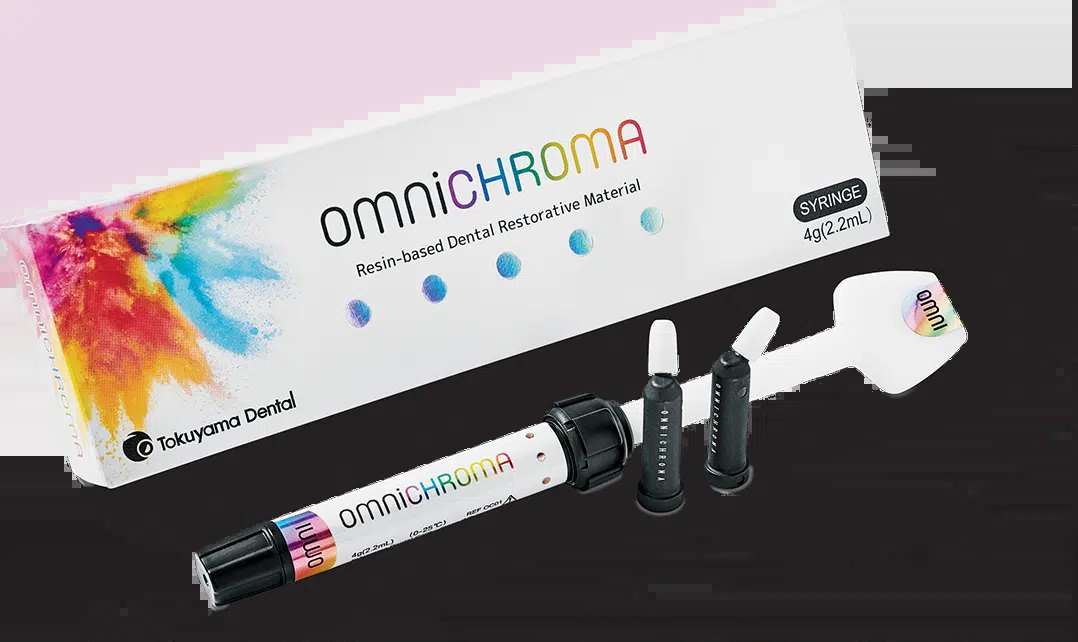 OMNiCHROMA
Resin-based Dental Restorative Material
SYRINGE
4g(2.2mL)
OMNiCHROMA
Tokuyama Dental
OMNi
OMNICHROMA
OMNICHROMA
OMNi
OMNiCHROMA
4g(2.2mL)
(0-25℃)
REF OC01